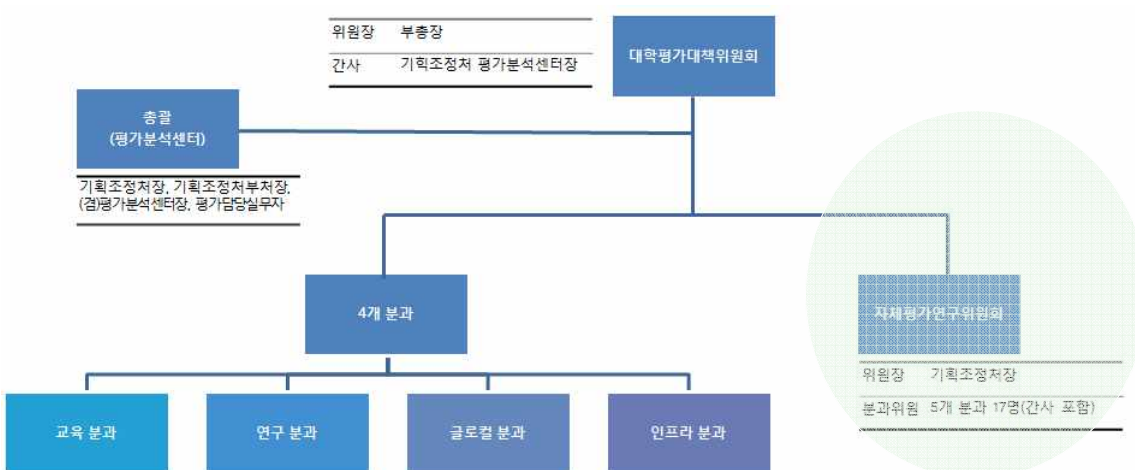 위원장 부총장
간사 기획조정처 평가분석센터장
대학평가대책위원회
총괄
(평가분석센터)
기획조정처장, 기획조정처부처장,
(겸)평가분석센터장, 평가담당실무자
4개 분과
자체평가연구위원회
위원장 기획조정처장
분과위원 5개 분과 17명(간사 포함)
교육 분과
연구 분과
글로컬 분과
인프라 분과